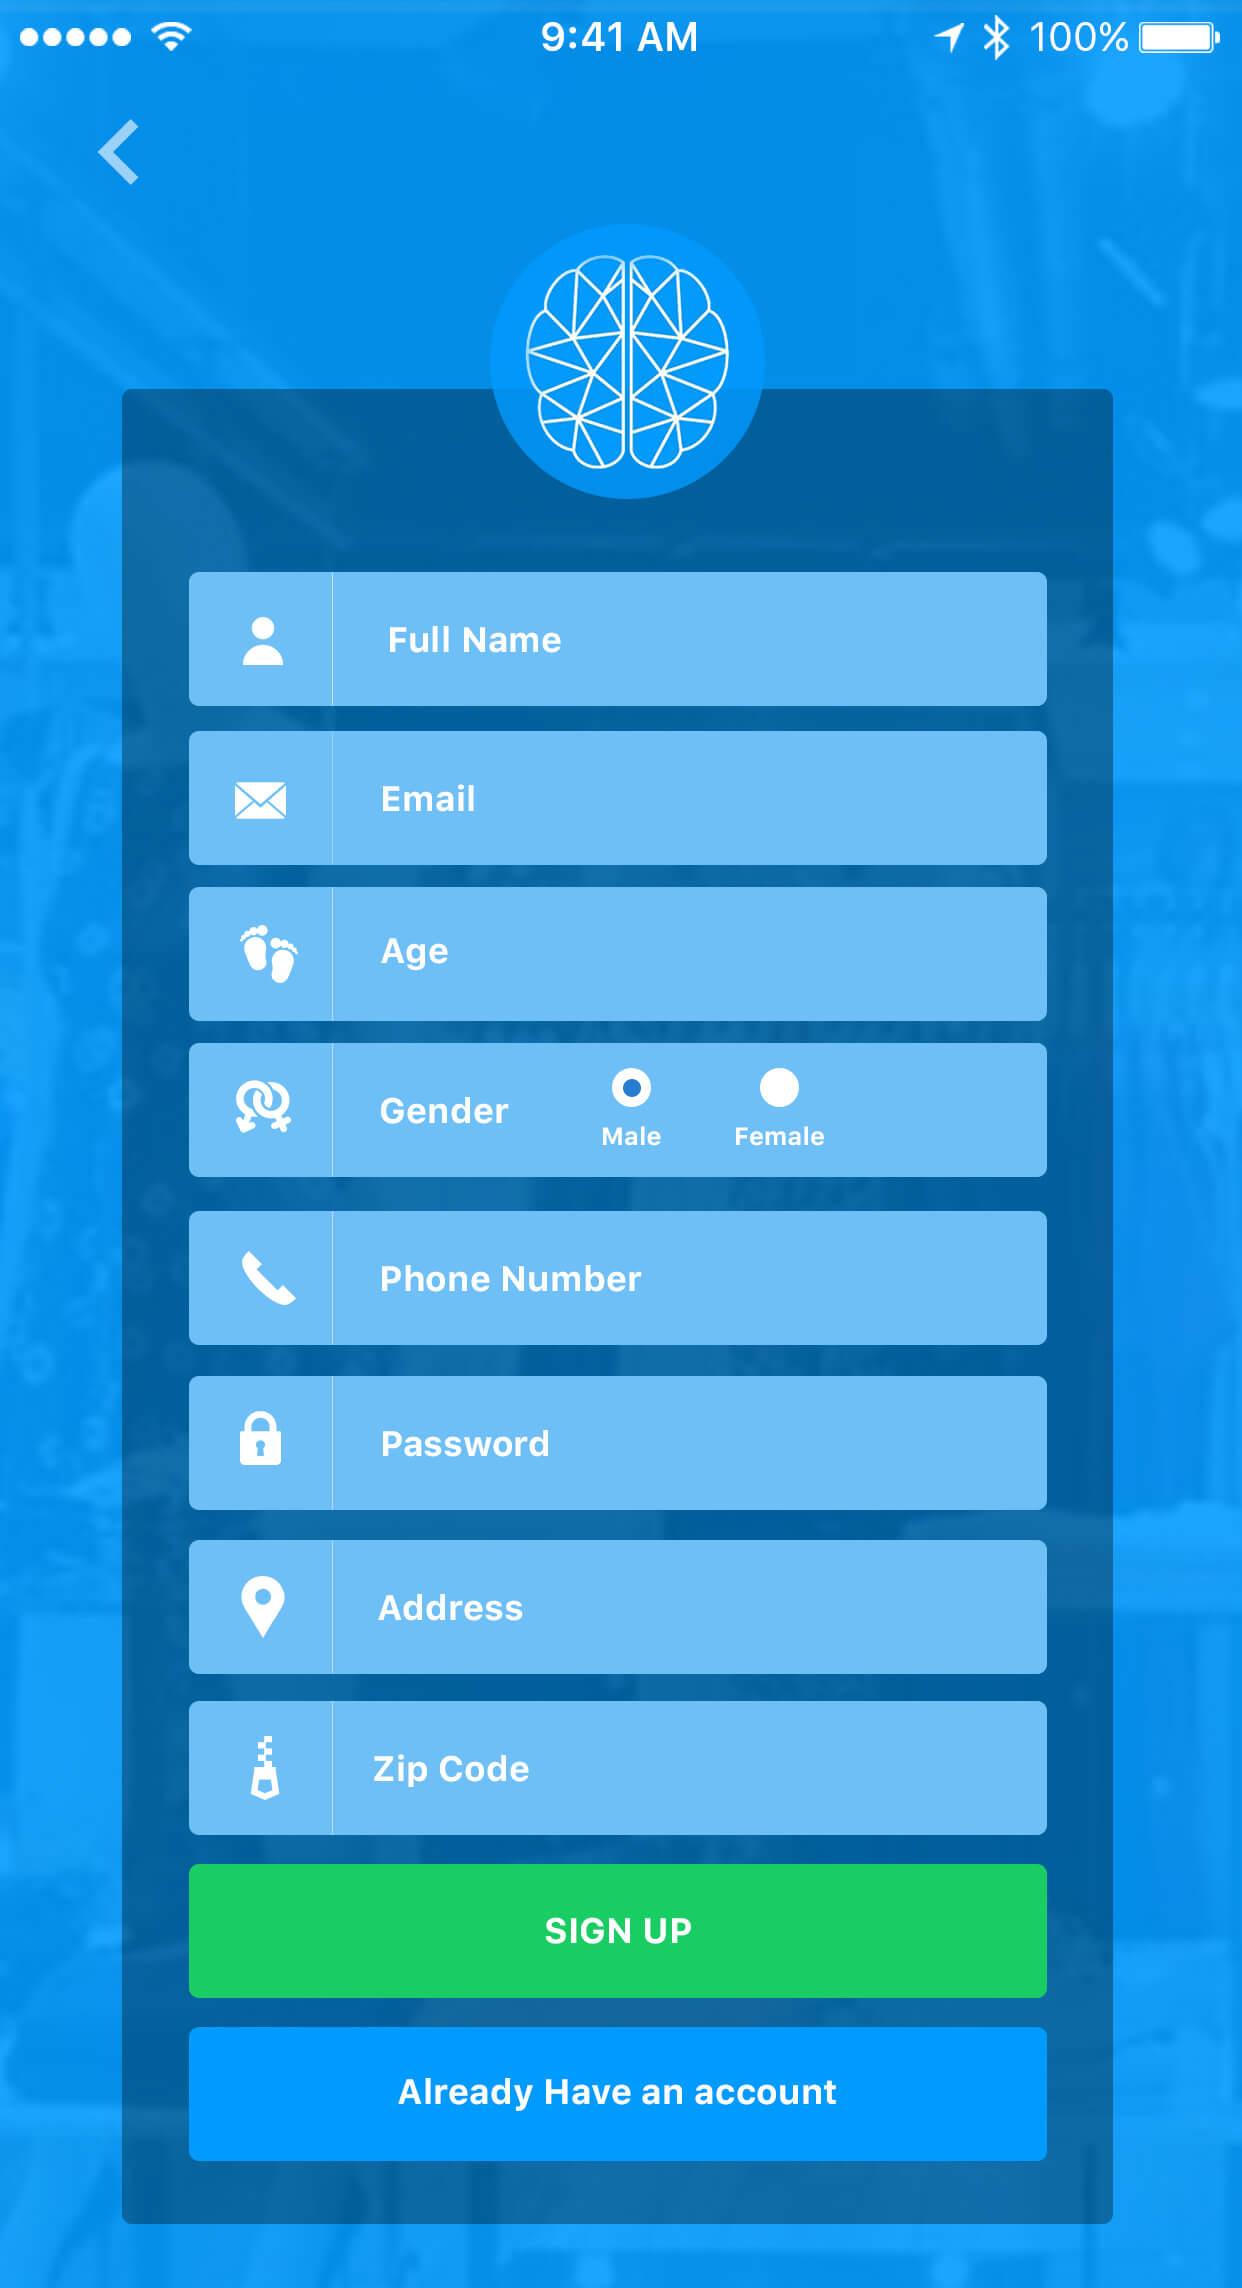 9:41 AM
100%
Full Name
Email
Age
Gender
Male
Female
Phone Number
Password
Address
Zip Code
SIGN UP
Already Have an account